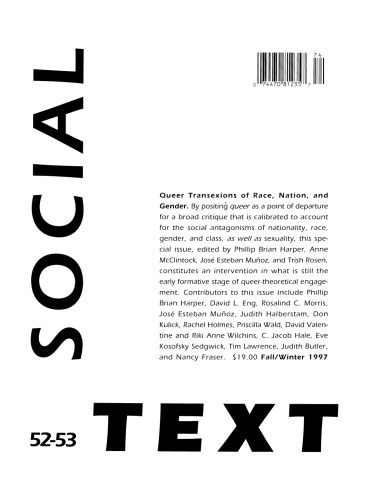 SOCIAL
74
0 74470 81235 7
Queer Transexions of Race, Nation, and
Gender. By positing queer as a point of departure
for a broad critique that is calibrated to account
for the social antagonisms of nationality, race,
gender, and class, as well as sexuality, this spe-
cial issue, edited by Phillip Brian Harper, Anne
McClintock, José Esteban Muñoz, and Trish Rosen,
constitutes an intervention in what is still the
early formative stage of queer-theoretical engage-
ment. Contributors to this issue include Phillip
Brian Harper, David L. Eng, Rosalind C. Morris,
José Esteban Muñoz, Judith Halberstam, Don
Kulick, Rachel Holmes, Priscilla Wald, David Valen-
tine and Riki Anne Wilchins, C. Jacob Hale, Eve
Kosofsky Sedgwick, Tim Lawrence, Judith Butler,
and Nancy Fraser. $19.00 Fall/Winter 1997
52-53
TEXT